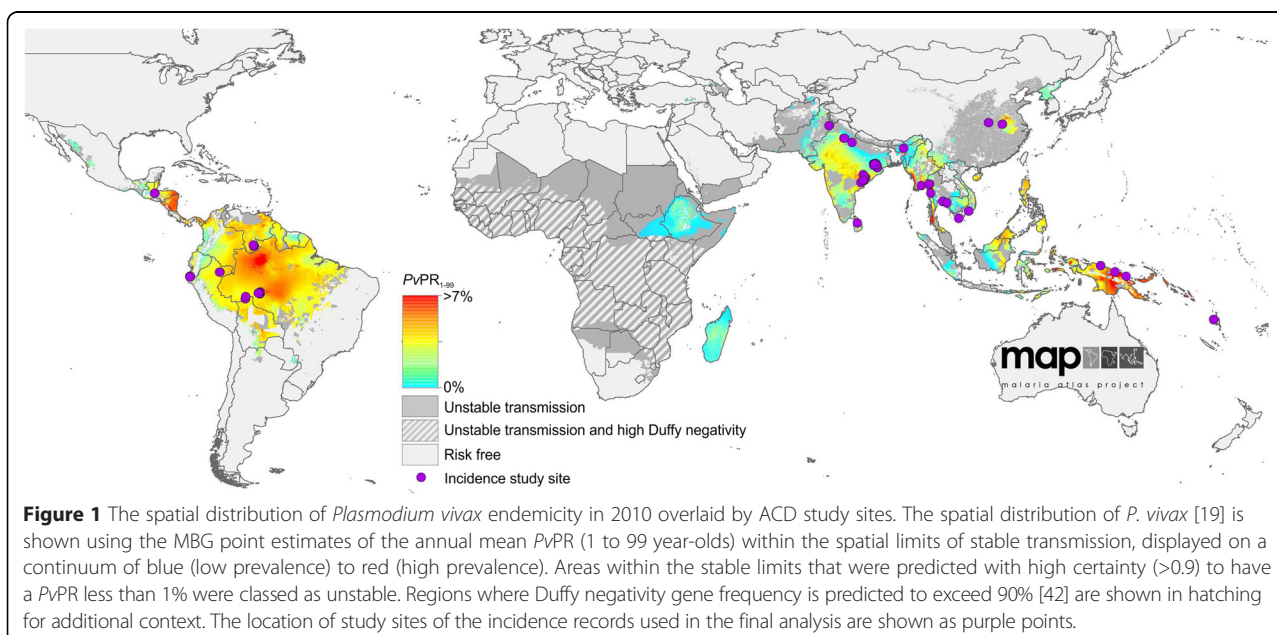 PvPR1-99
>7%
0%
Unstable transmission
Unstable transmission and high Duffy negativity
Risk free
Incidence study site
map
malaria atlas project
Figure 1 The spatial distribution of Plasmodium vivax endemicity in 2010 overlaid by ACD study sites. The spatial distribution of P. vivax [19] is
shown using the MBG point estimates of the annual mean PvPR (1 to 99 year-olds) within the spatial limits of stable transmission, displayed on a
continuum of blue (low prevalence) to red (high prevalence). Areas within the stable limits that were predicted with high certainty (>0.9) to have
a PvPR less than 1% were classed as unstable. Regions where Duffy negativity gene frequency is predicted to exceed 90% [42] are shown in hatching
for additional context. The location of study sites of the incidence records used in the final analysis are shown as purple points.